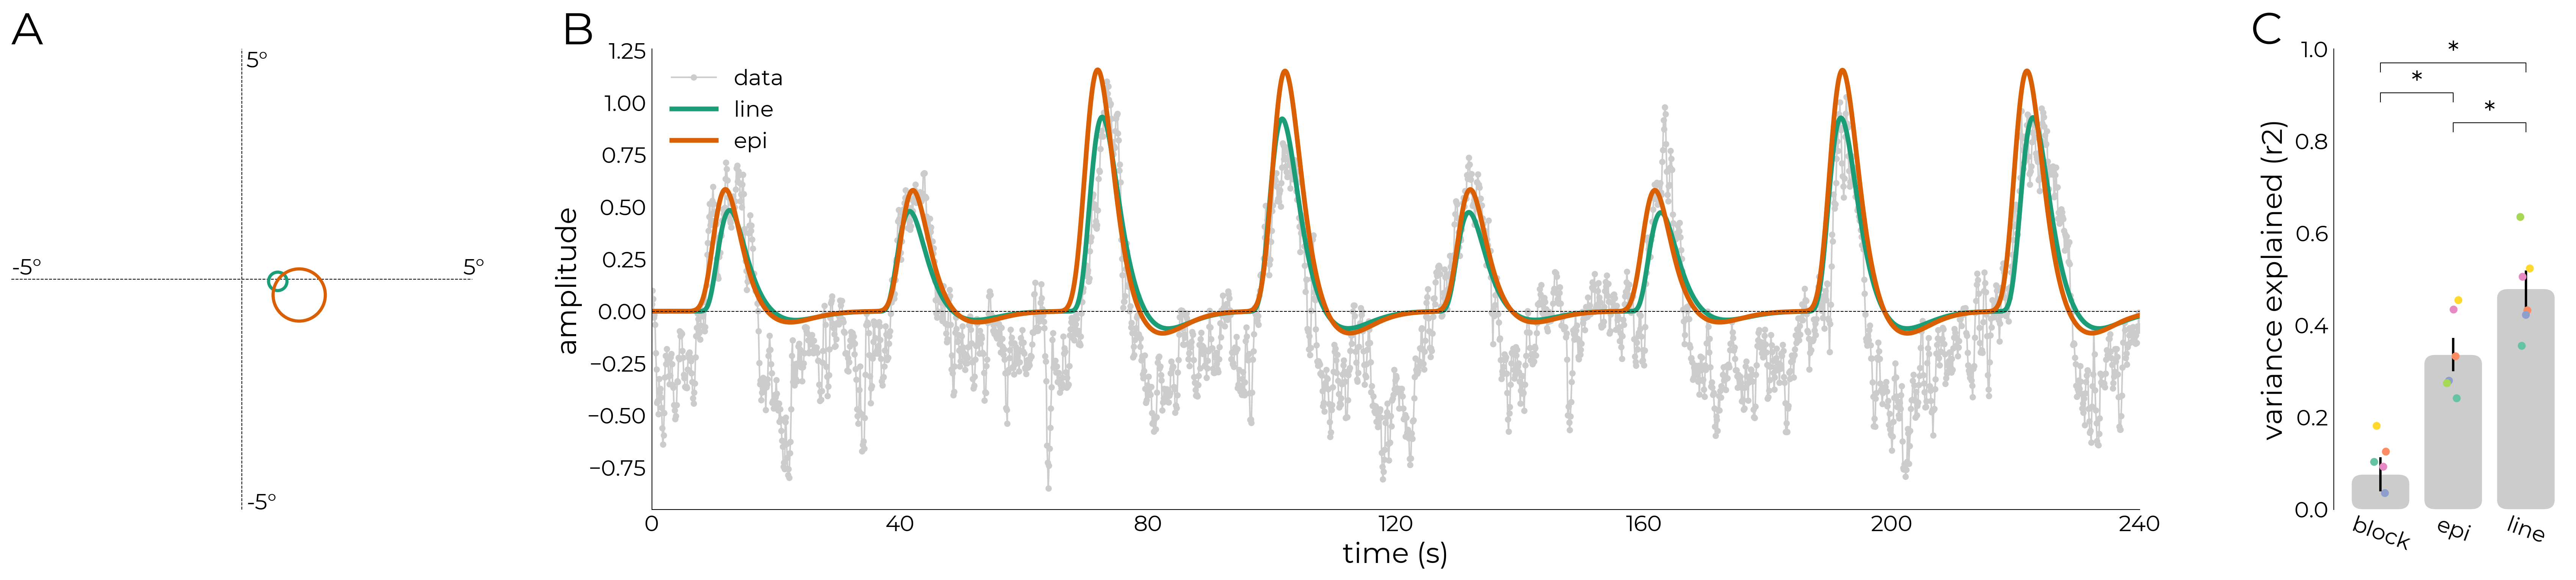 A
5°
-5°
5°
-5°
B
1.25
1.00
0.75
0.50
0.25
0.00
−0.25
−0.50
−0.75
amplitude
data
line
epi
0
40
80
120
160
200
240
time (s)
C
1.0
0.8
0.6
0.4
0.2
0.0
variance explained (r2)
*
*
*
block
epi
line